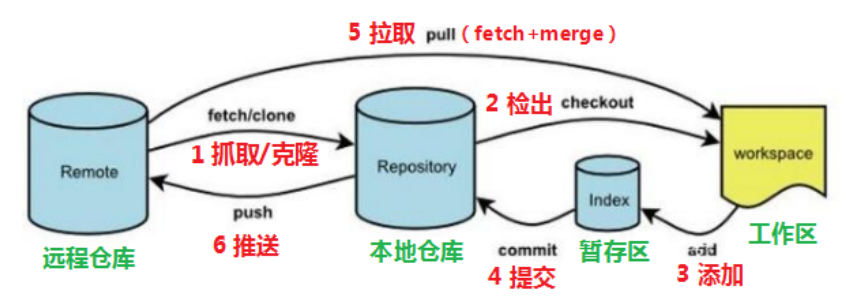 5 拉取 pull（fetch+merge）
fetch/clone
2 检出 checkout
1 抓取/克隆
Remote
Repository
workspace
Index
push
6 推送
commit
add
远程仓库
本地仓库
4 提交
暂存区
3 添加
工作区